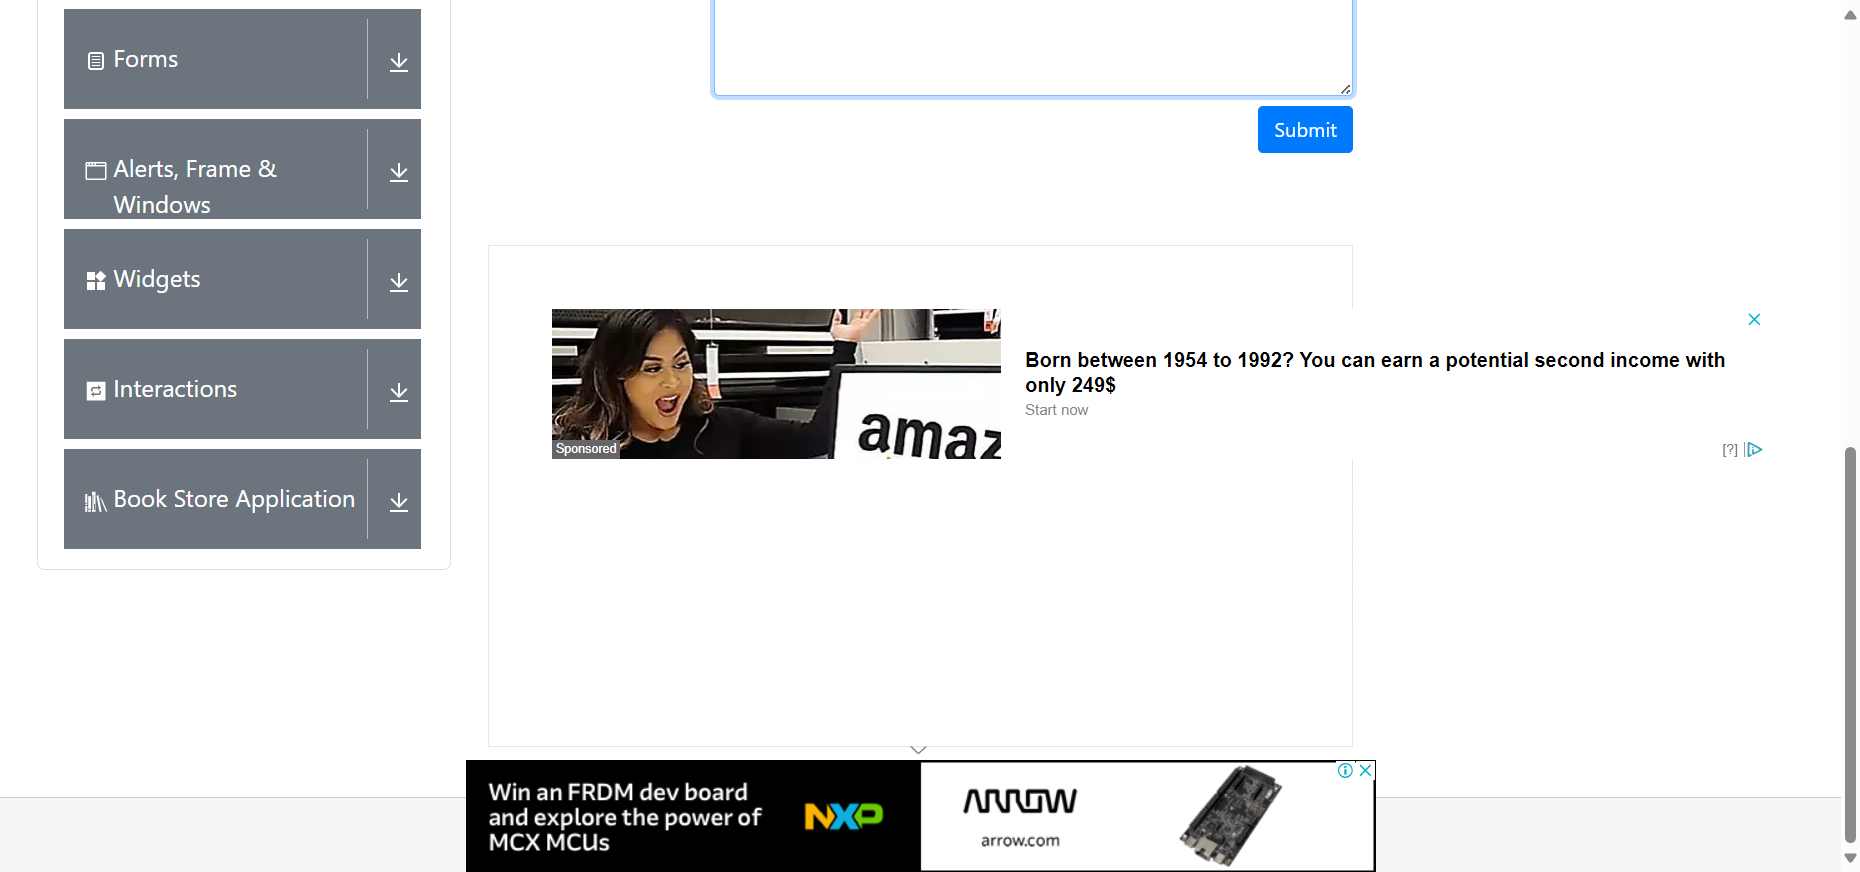 Forms
Alerts, Frame &
Windows
Widgets
Interactions
Book Store Application
Submit
amaz
Sponsored
Born between 1954 to 1992? You can earn a potential second income with
only 249$
Start now
[?]
Win an FRDM dev board
and explore the power of
MCX MCUs
NXP
ARROW
arrow.com